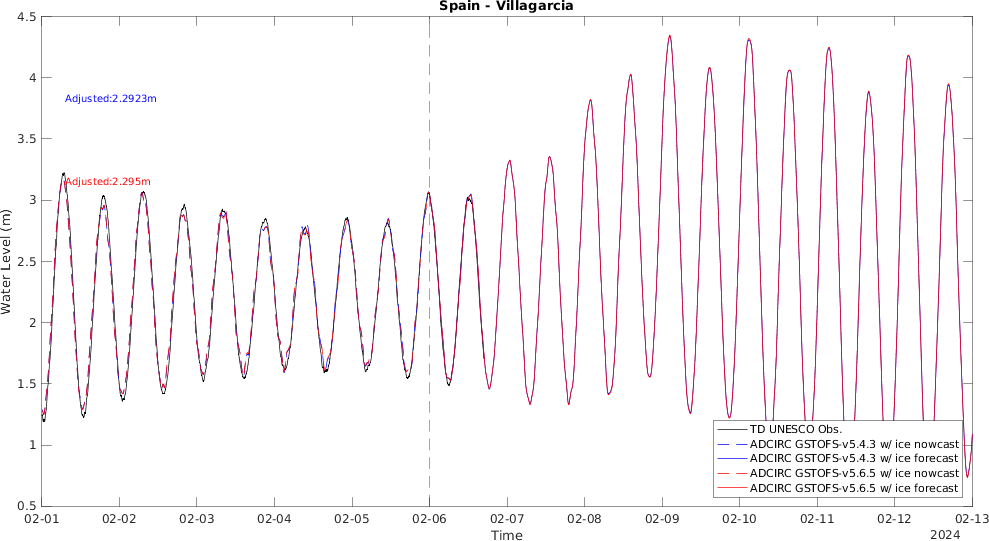 Spain - Villagarcia
4.5
4
3.5
3
2.5
2
1.5
1
0.5
Water Level (m)
Adjusted:2.2923m
Adjusted:2.295m
TD UNESCO Obs.
ADCIRC GSTOFS-v5.4.3 w/ ice nowcast
ADCIRC GSTOFS-v5.4.3 w/ ice forecast
ADCIRC GSTOFS-v5.6.5 w/ ice nowcast
ADCIRC GSTOFS-v5.6.5 w/ ice forecast
02-01 02-02 02-03 02-04 02-05 02-06 02-07 02-08 02-09 02-10 02-11 02-12 02-13
Time
2024